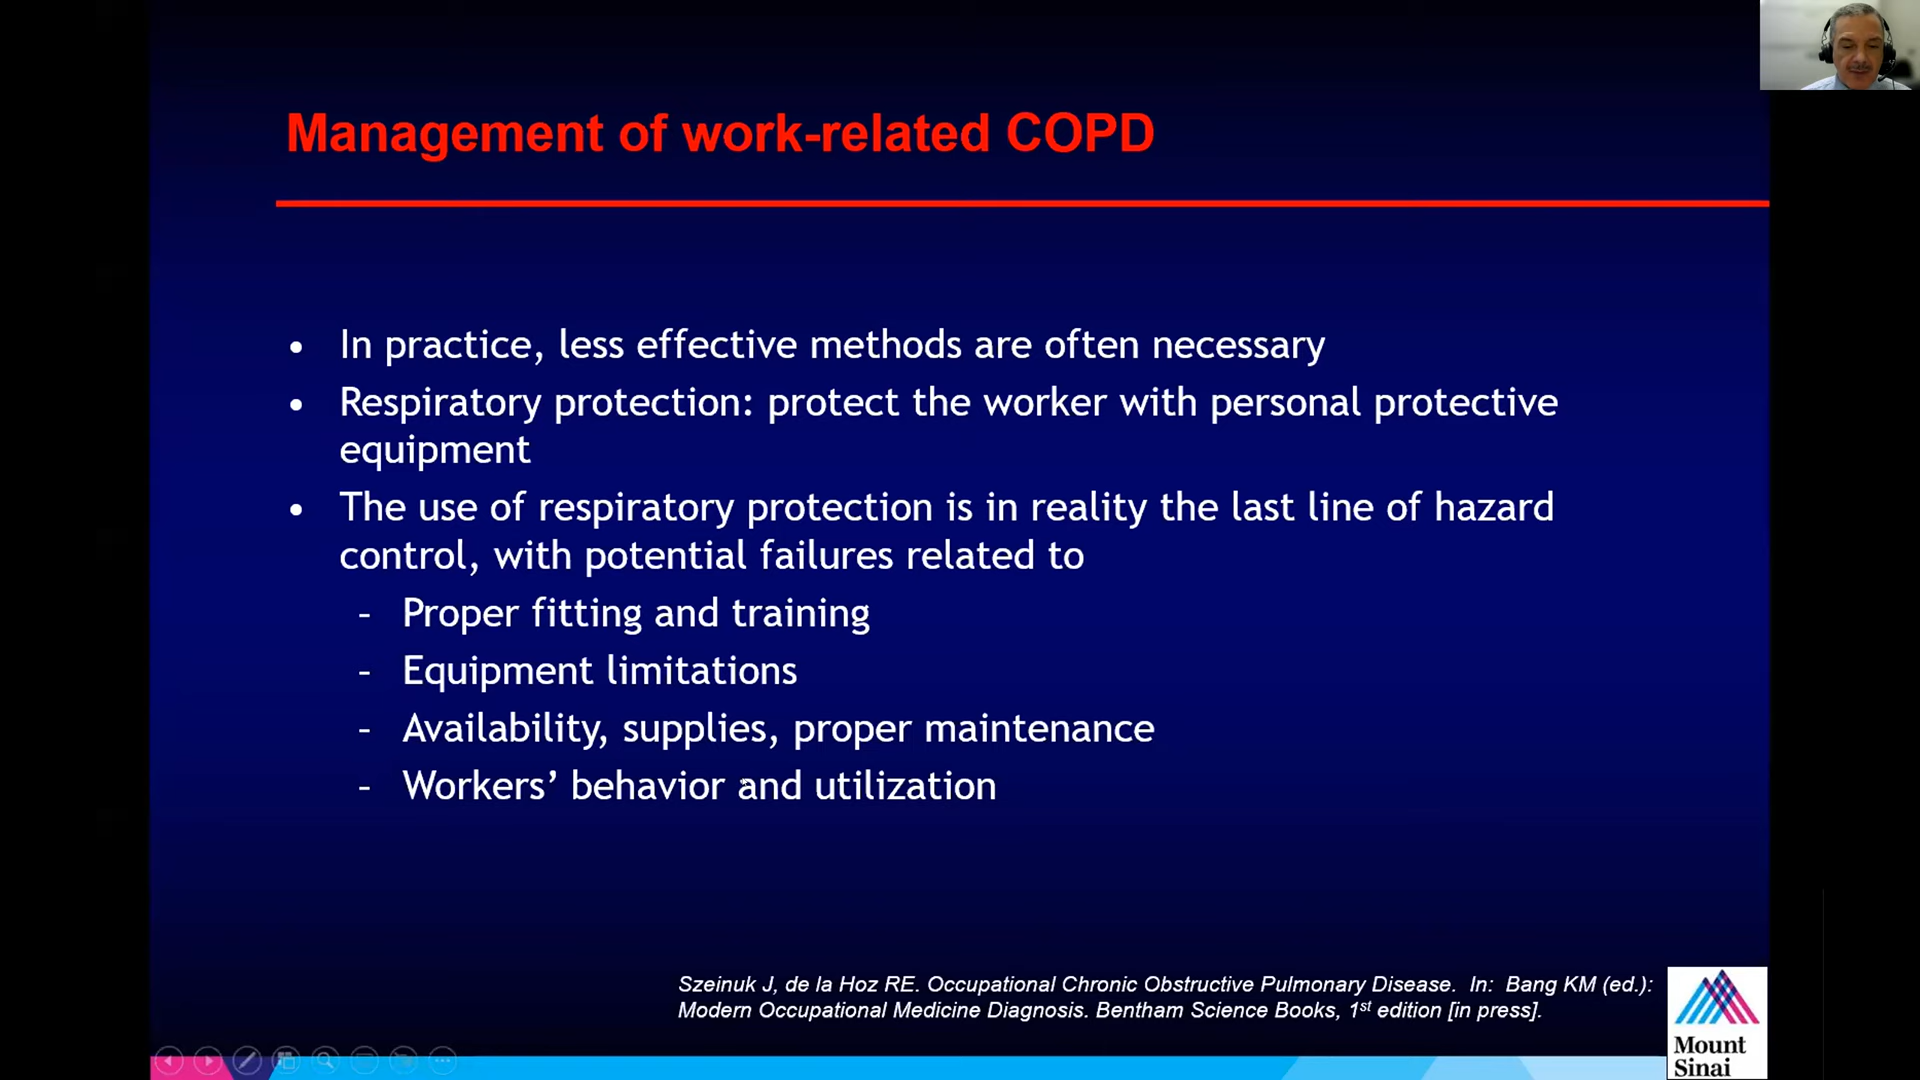 Management of work-related COPD
• In practice, less effective methods are often necessary
• Respiratory protection: protect the worker with personal protective
equipment
• The use of respiratory protection is in reality the last line of hazard
control, with potential failures related to
- Proper fitting and training
- Equipment limitations
- Availability, supplies, proper maintenance
- Workers’ behavior and utilization
Szeinuk J, de la Hoz RE. Occupational Chronic Obstructive Pulmonary Disease. In: Bang KM (ed.):
Modern Occupational Medicine Diagnosis. Bentham Science Books, 1st edition [in press].
Mount
Sinai